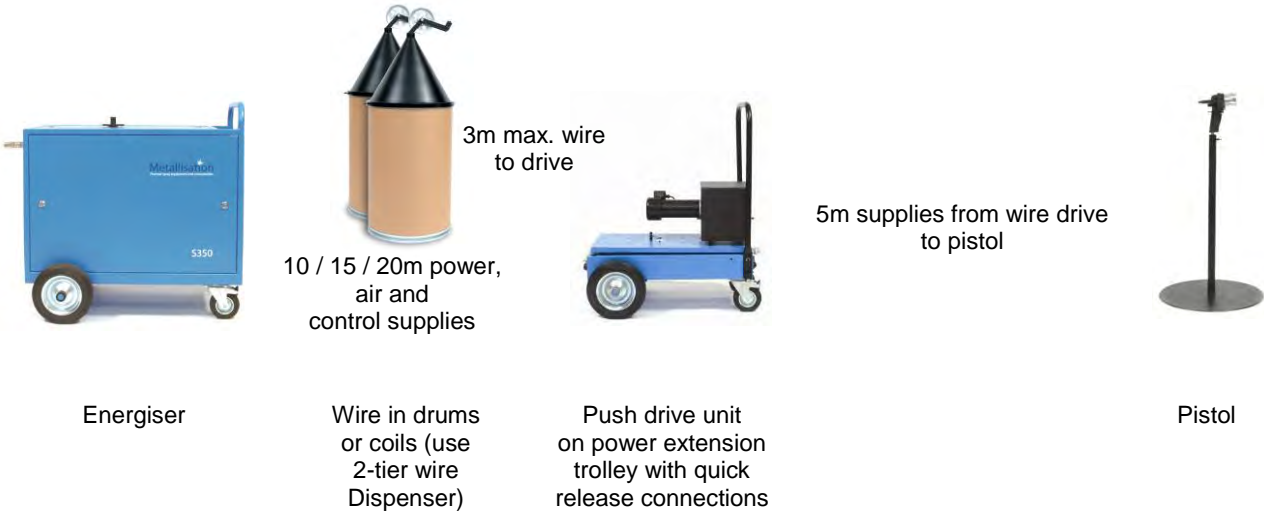 3m max. wire
to drive
Metallisation
S350
5m supplies from wire drive
to pistol
10 / 15 / 20m power,
air and
control supplies
Energiser
Wire in drums
or coils (use
2-tier wire
Dispenser)
Push drive unit
on power extension
trolley with quick
release connections
Pistol